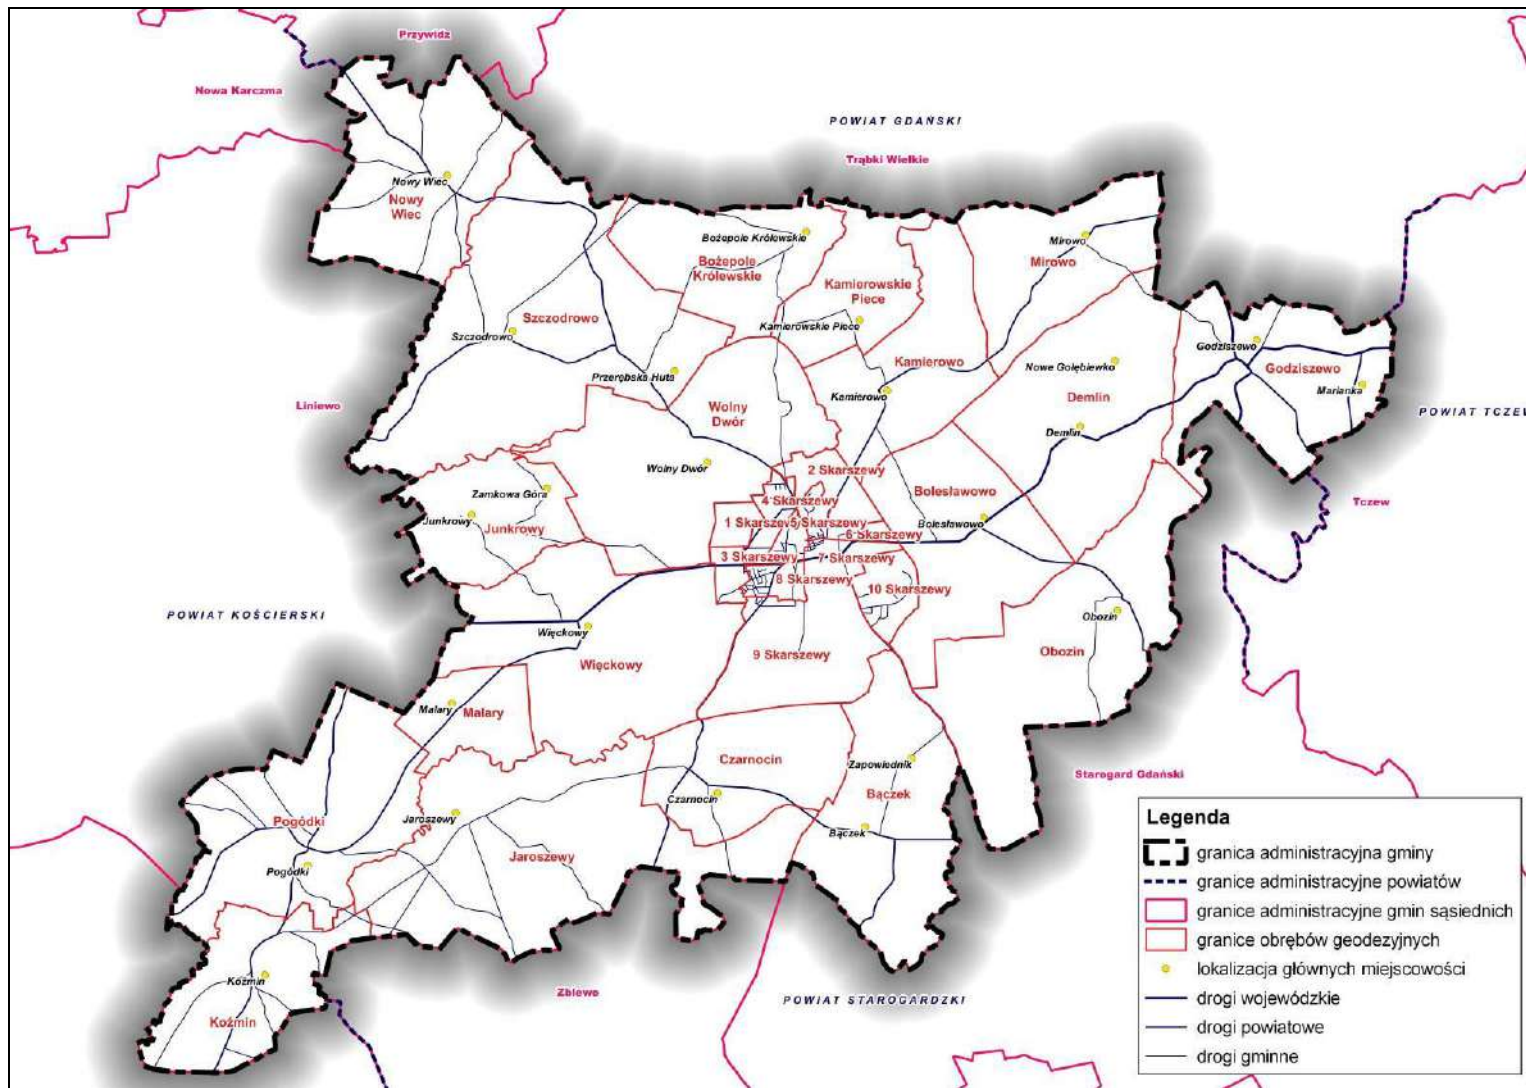 Przywidz
Nowa Karczma
POWIAT GDAŃSKI
Trąbki Wielkie
Nowy Wiec
Nowy
Wiec
Bożepole Królewskie
Mirowo
Bożepole
Królewskie
Mirowo
Kamierowskie
Piece
Szczodrowo
Kamierowskie Piece
Szczodrowo
Godziszewo
Kamierowo
Nowe Gołębiewko
Godziszewo
Przerębska Huta
Kamierowo
Demlin
Marianka
Liniewo
Wolny
Dwór
POWIAT TCZEW
Demlin
Wolny Dwór
2 Skarszewy
Zamkowa Góra
Bolesławowo
4 Skarszewy
Tczew
Junkrowy
Junkrowy
1 Skarszew
5 Skarszewy
Bolesławowo
6 Skarszewy
3 Skarszewy
7 Skarszewy
8 Skarszewy
10 Skarszewy
POWIAT KOŚCIERSKI
Obozin
Więckowy
Więckowy
9 Skarszewy
Obozin
Malary
Malary
Czarnocin
Zapowiednik
Starogard Gdański
Czarnocin
Bączek
Pogódki
Jaroszewy
Bączek
Jaroszewy
Pogódki
Koźmin
Zblewo
POWIAT STAROGARDZKI
Koźmin
Legenda
granica administracyjna gminy
granice administracyjne powiatów
granice administracyjne gmin sąsiednich
granice obrębów geodezyjnych
lokalizacja głównych miejscowości
drogi wojewódzkie
drogi powiatowe
drogi gminne